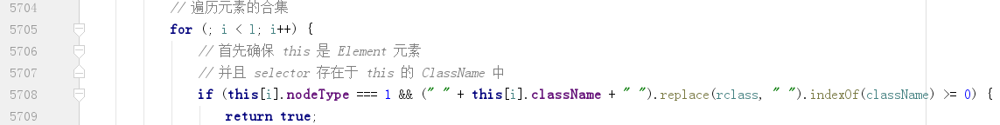 5704 // 遍历元素的合集
5705 for (; i < l; i++) {
5706 // 首先确保 this 是 Element 元素
5707 // 并且 selector 存在于 this 的 ClassName 中
5708 if (this[i].nodeType === 1 && (" " + this[i].className + " ").replace(rclass, " ").indexOf(className) >= 0) {
5709 return true;